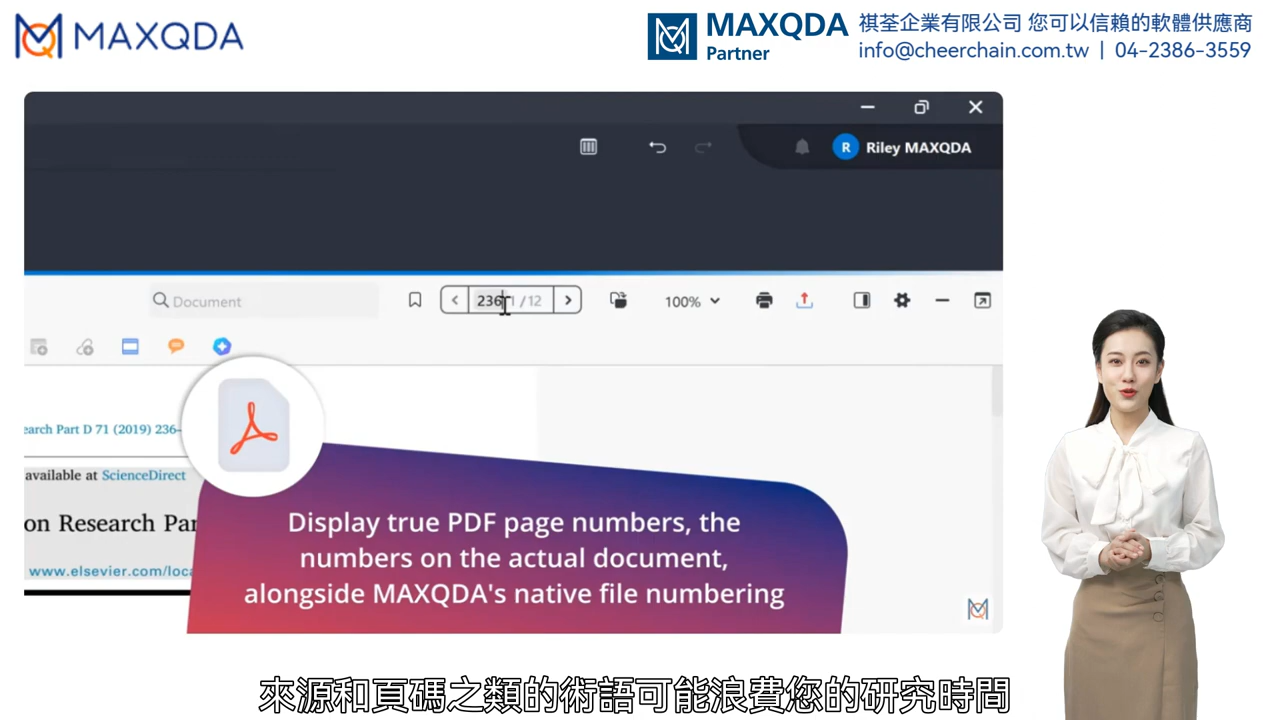 MAXQDA
MAXQDA
Partner
祺荃企業有限公司 您可以信賴的軟體供應商
info@cheerchain.com.tw | 04-2386-3559
R Riley MAXQDA
Document
236 1 / 12
100%
earch Part D 71 (2019) 236-
available at ScienceDirect
on Research Par
www.elsevier.com/loca
Display true PDF page numbers, the
numbers on the actual document,
alongside MAXQDA's native file numbering
來源和頁碼之類的術語可能浪費您的研究時間